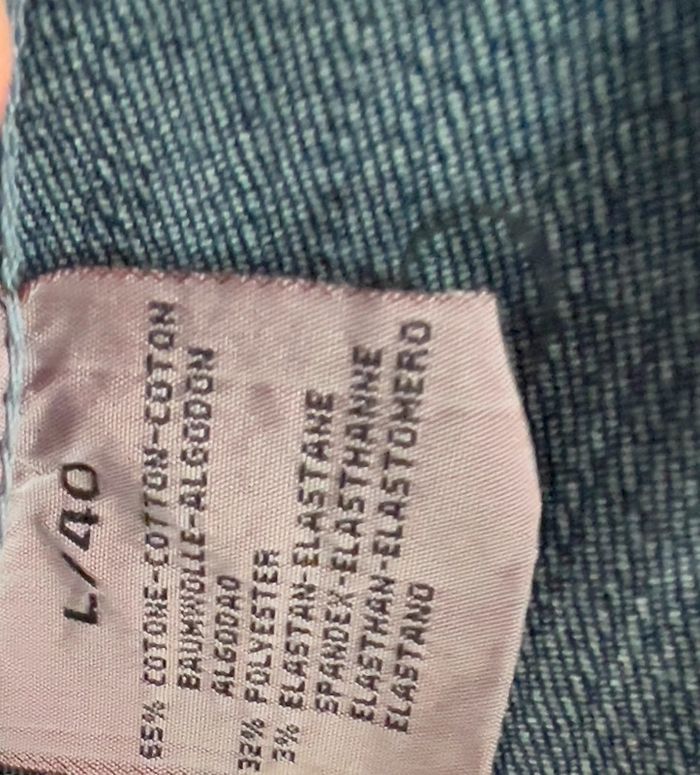 L/40
65% COTONE-COTTON-COTON
BAUMWOLLE-ALGODON
ALGODAO
32% POLYESTER
3% ELASTAN-ELASTANE
SPANDEX-ELASTHANNE
ELASTHAN-ELASTOMERO
ELASTANO